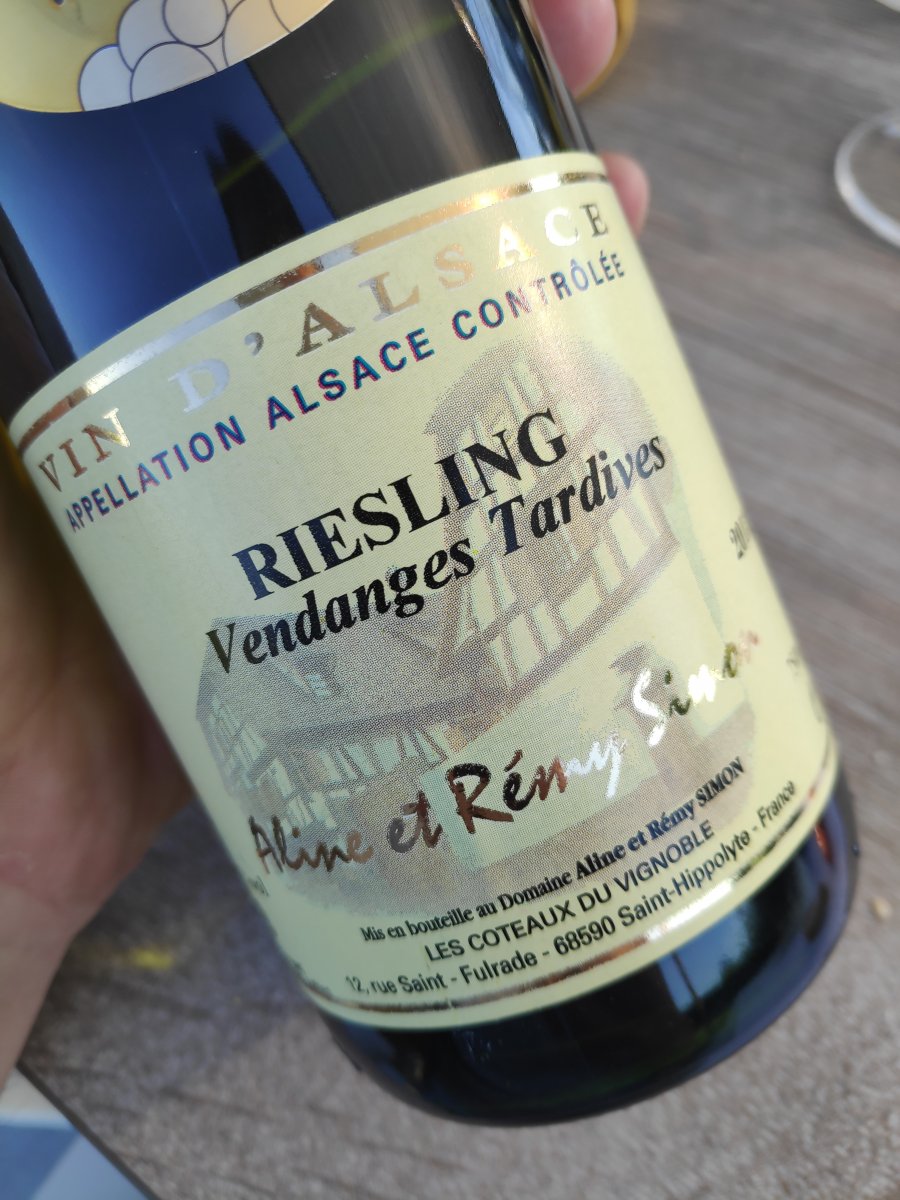 VIN D'ALSACE
APPELLATION ALSACE CONTRÔLÉE
RIESLING
Vendanges Tardives
Aline et Rémy Simon
Mis en bouteille au Domaine Aline et Rémy SIMON
LES COTEAUX DU VIGNOBLE
12, rue Saint - Fulrade - 68590 Saint-Hippolyte - France